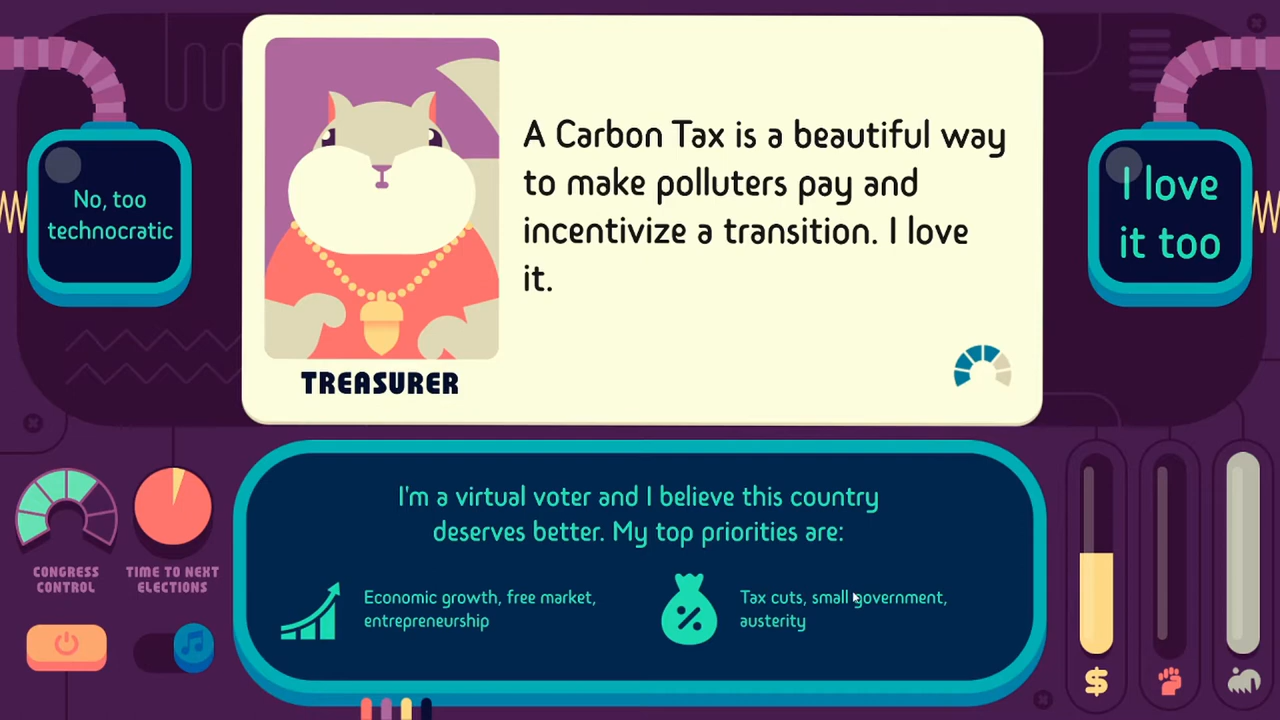 A Carbon Tax is a beautiful way
to make polluters pay and
incentivize a transition. I love
it.
No, too
technocratic
I love
it too
TREASURER
I'm a virtual voter and I believe this country
deserves better. My top priorities are:
Economic growth, free market,
entrepreneurship
Tax cuts, small government,
austerity
CONGRESS
CONTROL
TIME TO NEXT
ELECTIONS
$
%